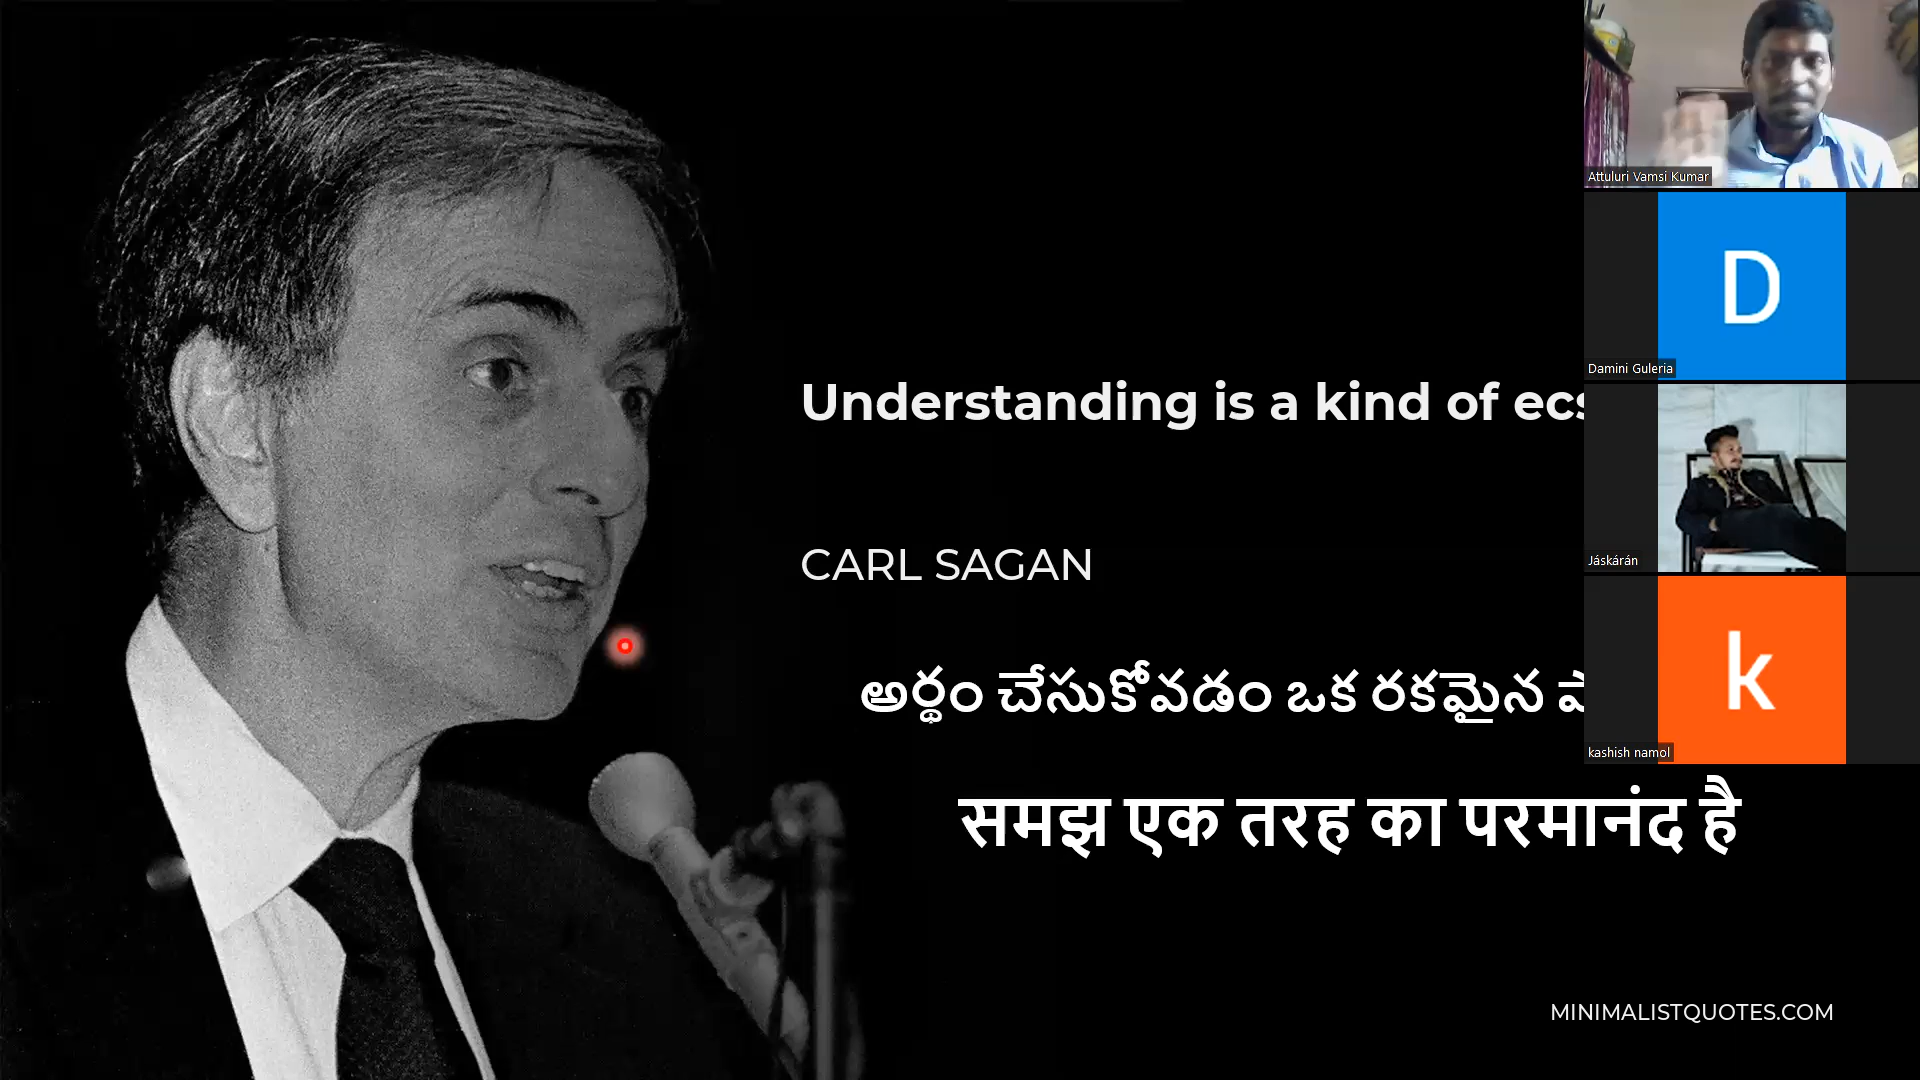 Understanding is a kind of
CARL SAGAN
అర్థం చేసుకోవడం ఒక రకమైన
समझ एक तरह का परमानंद है
MINIMALISTQUOTES.COM
Attuluri Vamsi Kumar
D
Damini Guleria
Jáskárán
k
kashish namol